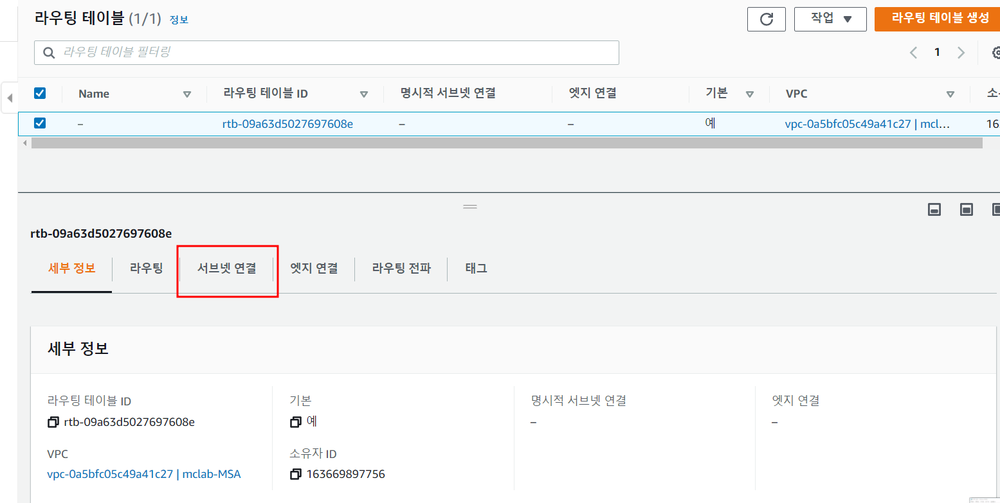 라우팅 테이블 (1/1) 정보
작업
라우팅 테이블 생성
라우팅 테이블 필터링
1
Name 라우팅 테이블 ID 명시적 서브넷 연결 엣지 연결 기본 VPC
– rtb-09a63d5027697608e – – 예 vpc-0a5bfc05c49a41c27 | mcl... 16
rtb-09a63d5027697608e
세부 정보 라우팅 서브넷 연결 엣지 연결 라우팅 전파 태그
세부 정보
라우팅 테이블 ID 기본 명시적 서브넷 연결 엣지 연결
rtb-09a63d5027697608e 예 – –
VPC 소유자 ID
vpc-0a5bfc05c49a41c27 | mclab-MSA 163669897756